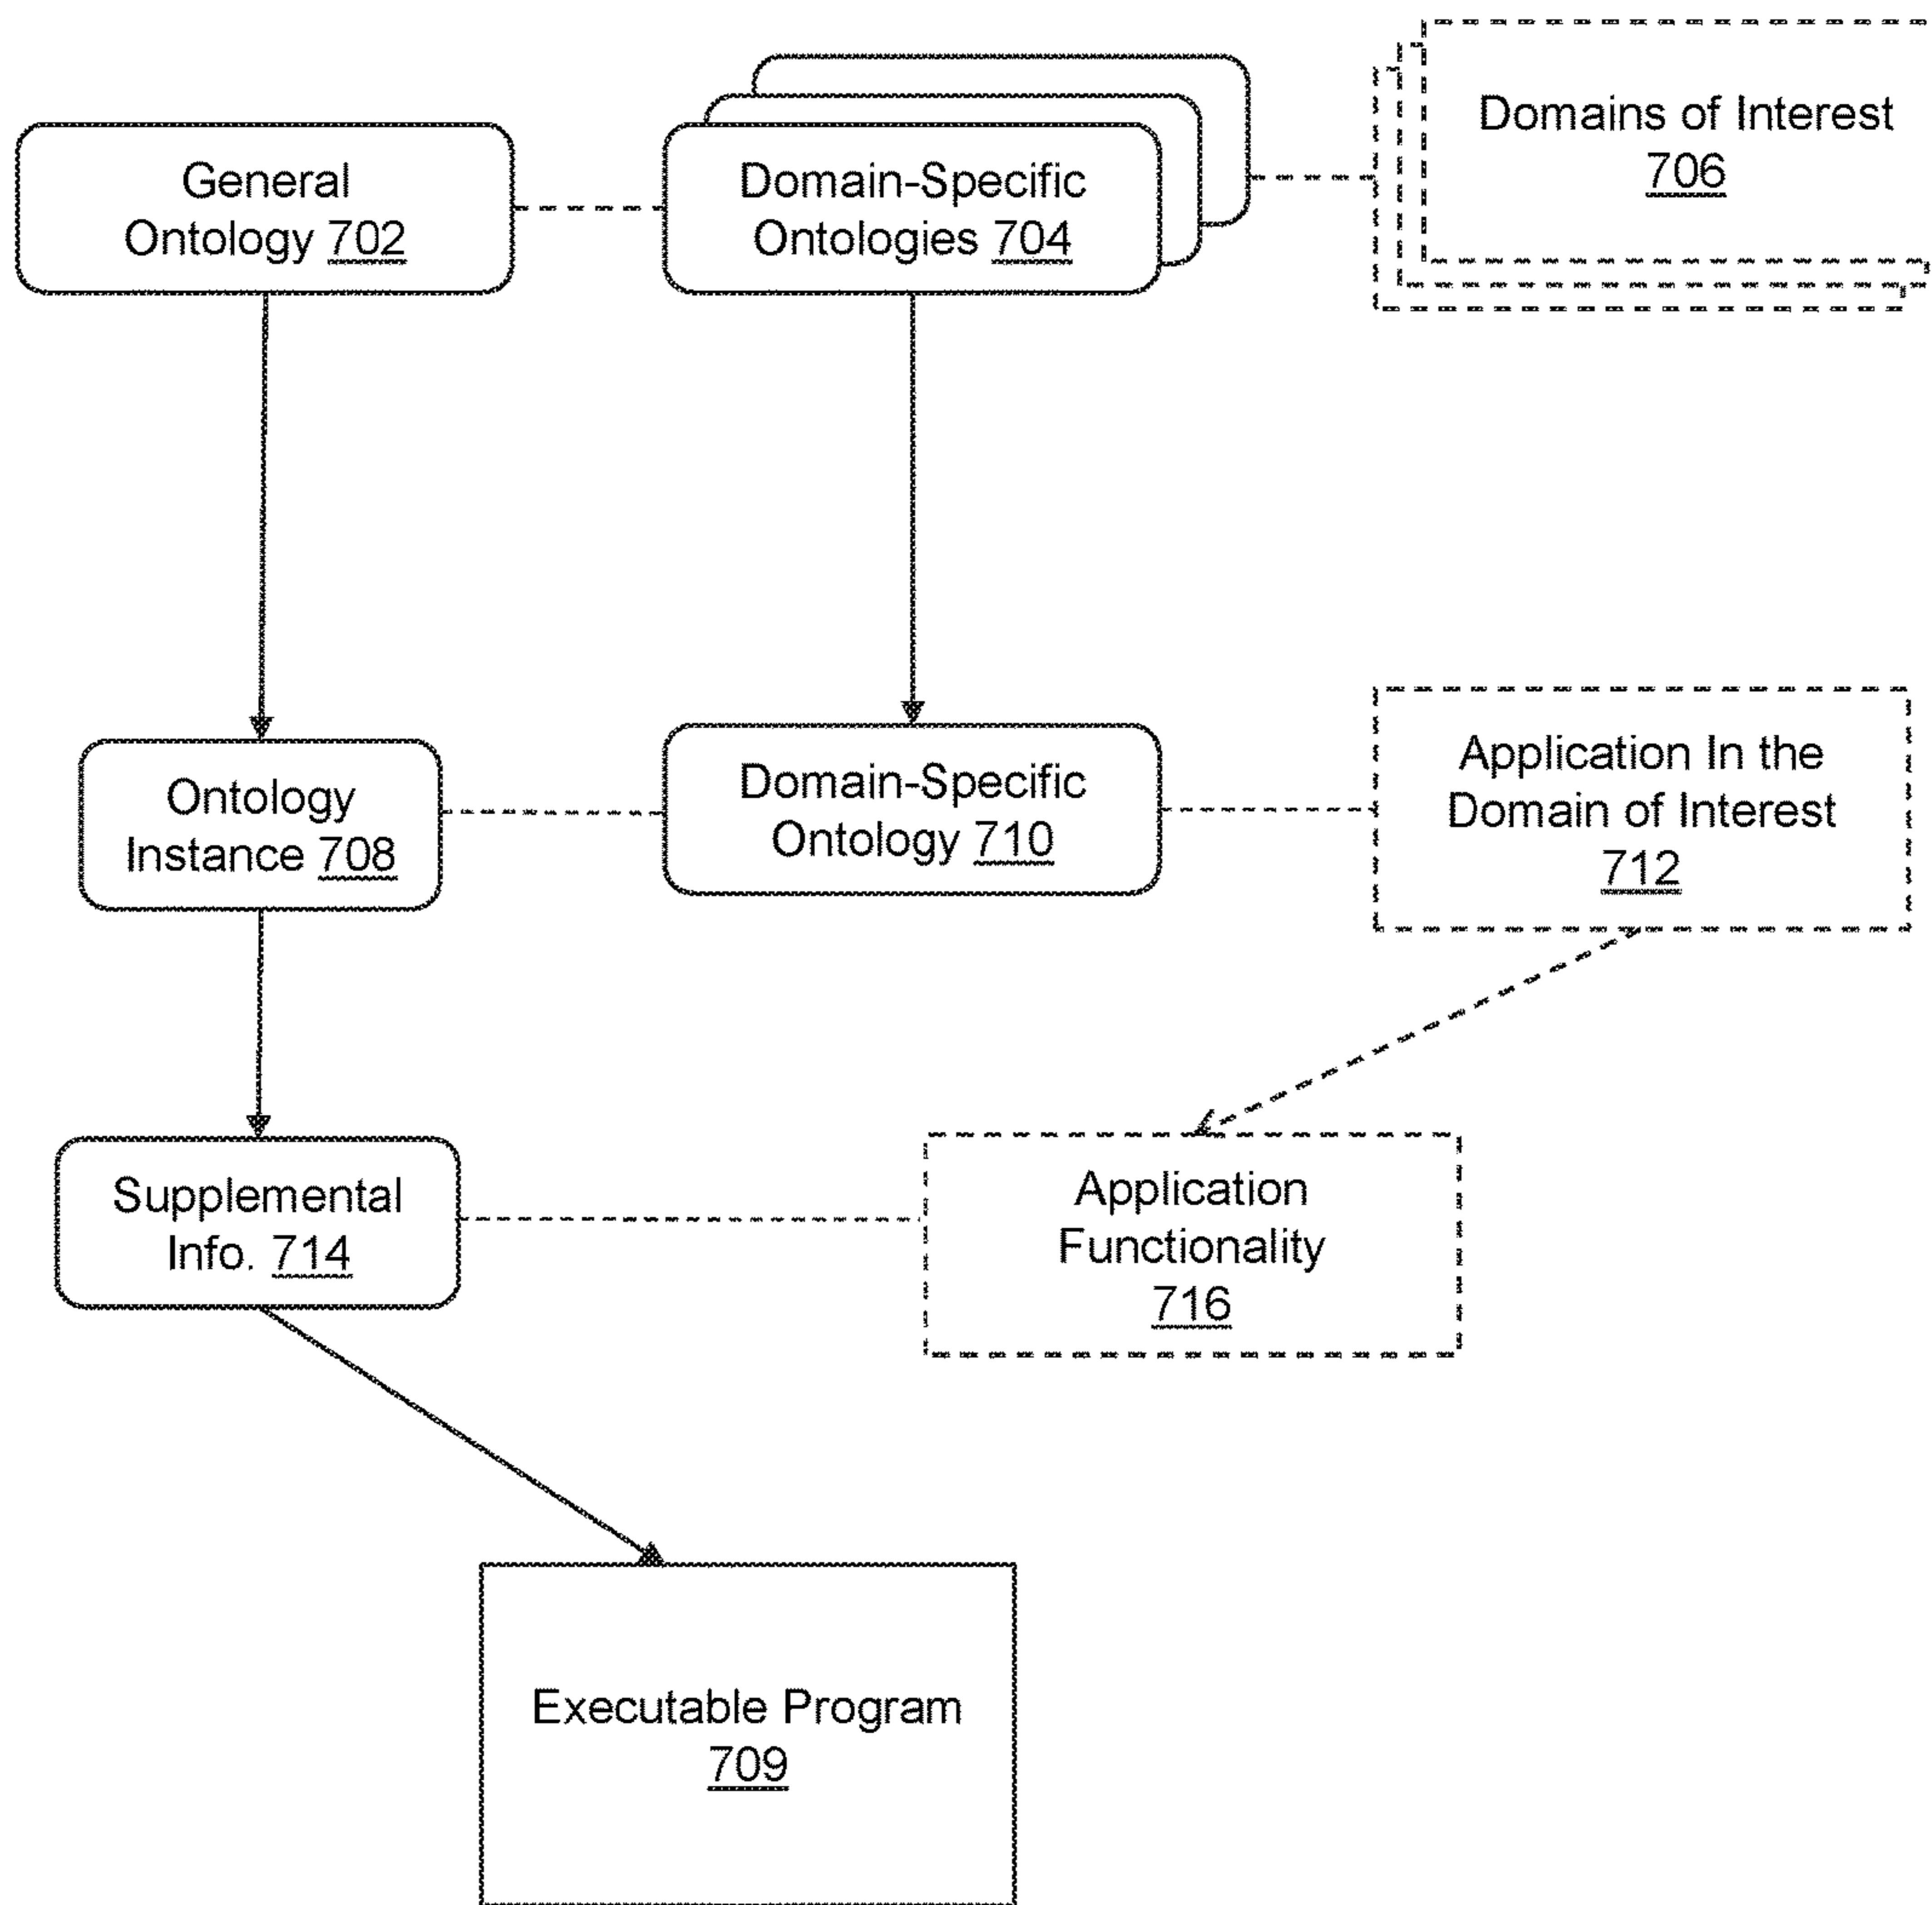 General
Ontology 702
Domain-Specific
Ontologies 704
Domains of Interest
706
Ontology
Instance 708
Domain-Specific
Ontology 710
Application In the
Domain of Interest
712
Supplemental
Info. 714
Application
Functionality
716
Executable Program
709